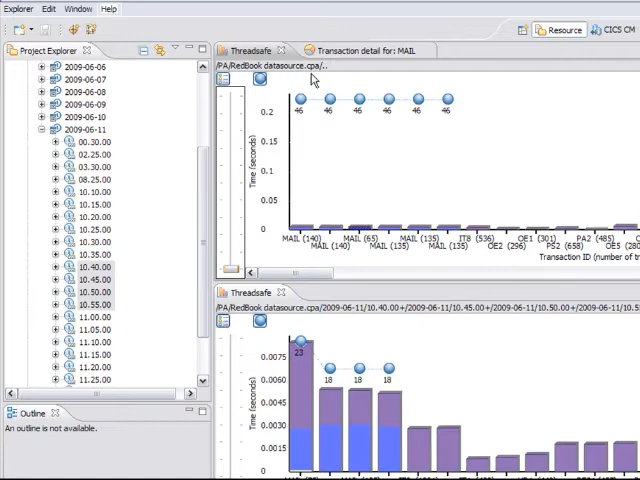 Explorer Edit Window Help
Resource CICS CM
Project Explorer
2009-06-06
2009-06-07
2009-06-08
2009-06-09
2009-06-10
2009-06-11
00.30.00
02.25.00
03.30.00
08.25.00
10.10.00
10.15.00
10.20.00
10.25.00
10.30.00
10.35.00
10.40.00
10.45.00
10.50.00
10.55.00
11.00.00
11.05.00
11.10.00
11.15.00
11.20.00
11.25.00
Outline
An outline is not available.
Threadsafe Transaction detail for: MAIL
/PA/RedBook datasource.cpa/..
46 46 46 46 46 46
0.2
0.15
0.1
0.05
0
Time (seconds)
MAIL (140) MAIL (65) MAIL (135) IT8 (536) OE1 (301) PA2 (485) OE5 (280
MAIL (140) MAIL (135) MAIL (135) OE2 (296) PS2 (658)
Transaction ID (number of tr
Threadsafe
/PA/RedBook datasource.cpa/2009-06-11/10.40.00+/2009-06-11/10.45.00+/2009-06-11/10.50.00+/2009-06-11/10.5
23 18 18 18
0.0075
0.0060
0.0045
0.0030
0.0015
0
Time (seconds)